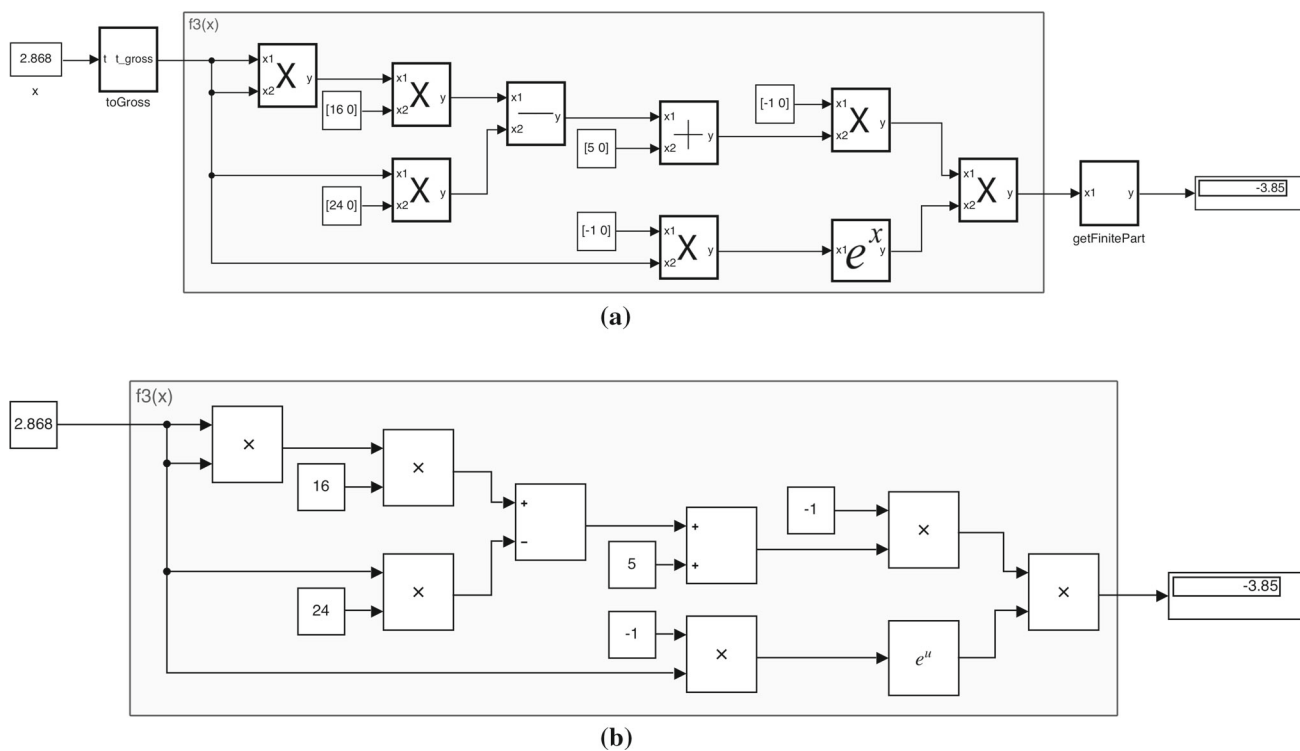 f3(x)
2.868
x
t t_gross
toGross
x1 x2 X y
[16 0]
x1 x2 X y
x1 x2 — y
[24 0]
x1 x2 X y
[5 0]
x1 x2 + y
[-1 0]
x1 x2 X y
[-1 0]
x1 x2 X y
x1 e^x y
x1 x2 X y
x1 y
getFinitePart
-3.85
(a)
f3(x)
2.868
×
16
×
24
×
+
−
5
+
+
-1
×
-1
×
e^u
×
-3.85
(b)